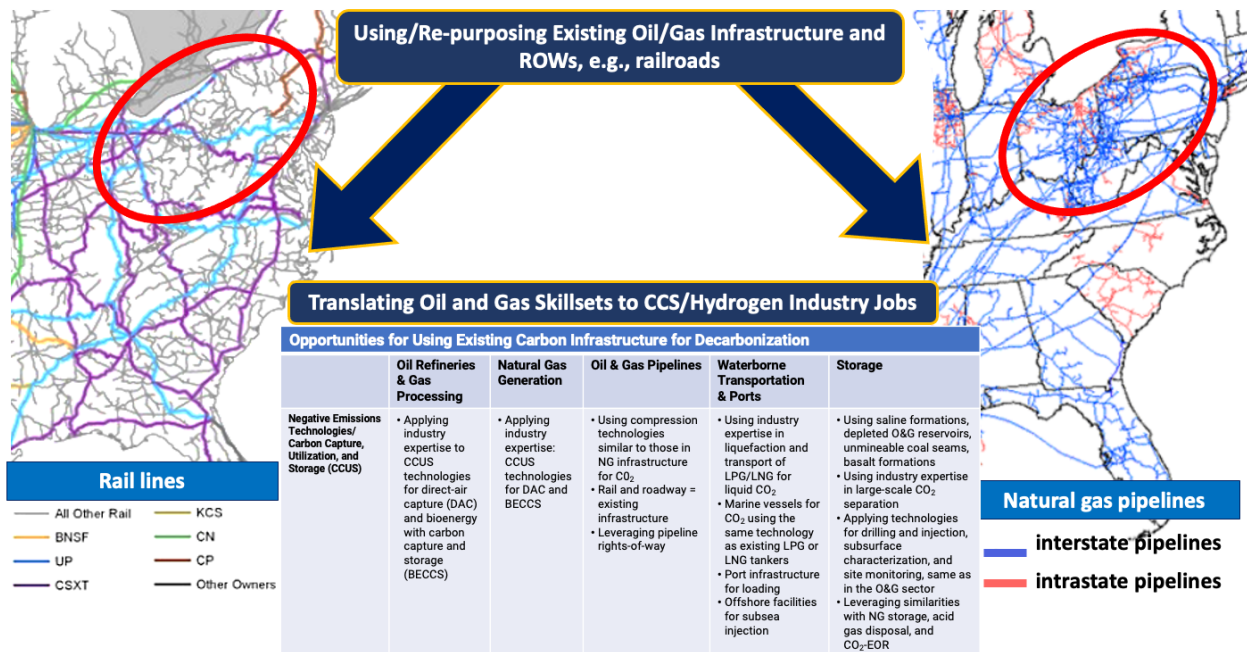 Using/Re-purposing Existing Oil/Gas Infrastructure and
ROWs, e.g., railroads
Translating Oil and Gas Skillsets to CCS/Hydrogen Industry Jobs
Opportunities for Using Existing Carbon Infrastructure for Decarbonization
Oil Refineries
& Gas
Processing
Natural Gas
Generation
Oil & Gas Pipelines
Waterborne
Transportation
& Ports
Storage
Negative Emissions
Technologies/
Carbon Capture,
Utilization, and
Storage (CCUS)
• Applying
industry
expertise to
CCUS
technologies
for direct-air
capture (DAC)
and bioenergy
with carbon
capture and
storage
(BECCS)
• Applying
industry
expertise:
CCUS
technologies
for DAC and
BECCS
• Using compression
technologies
similar to those in
NG infrastructure
for CO₂
• Rail and roadway =
existing
infrastructure
• Leveraging pipeline
rights-of-way
• Using industry
expertise in
liquefaction and
transport of
LPG/LNG for
liquid CO₂
• Marine vessels for
CO₂ using the
same technology
as existing LPG or
LNG tankers
• Port infrastructure
for loading
• Offshore facilities
for subsea
injection
• Using saline formations,
depleted O&G reservoirs,
unmineable coal seams,
basalt formations
• Using industry expertise
in large-scale CO₂
separation
• Applying technologies
for drilling and injection,
subsurface
characterization, and
site monitoring, same as
in the O&G sector
• Leveraging similarities
with NG storage, acid
gas disposal, and
CO₂-EOR
Rail lines
All Other Rail
BNSF
UP
CSXT
KCS
CN
CP
Other Owners
Natural gas pipelines
interstate pipelines
intrastate pipelines